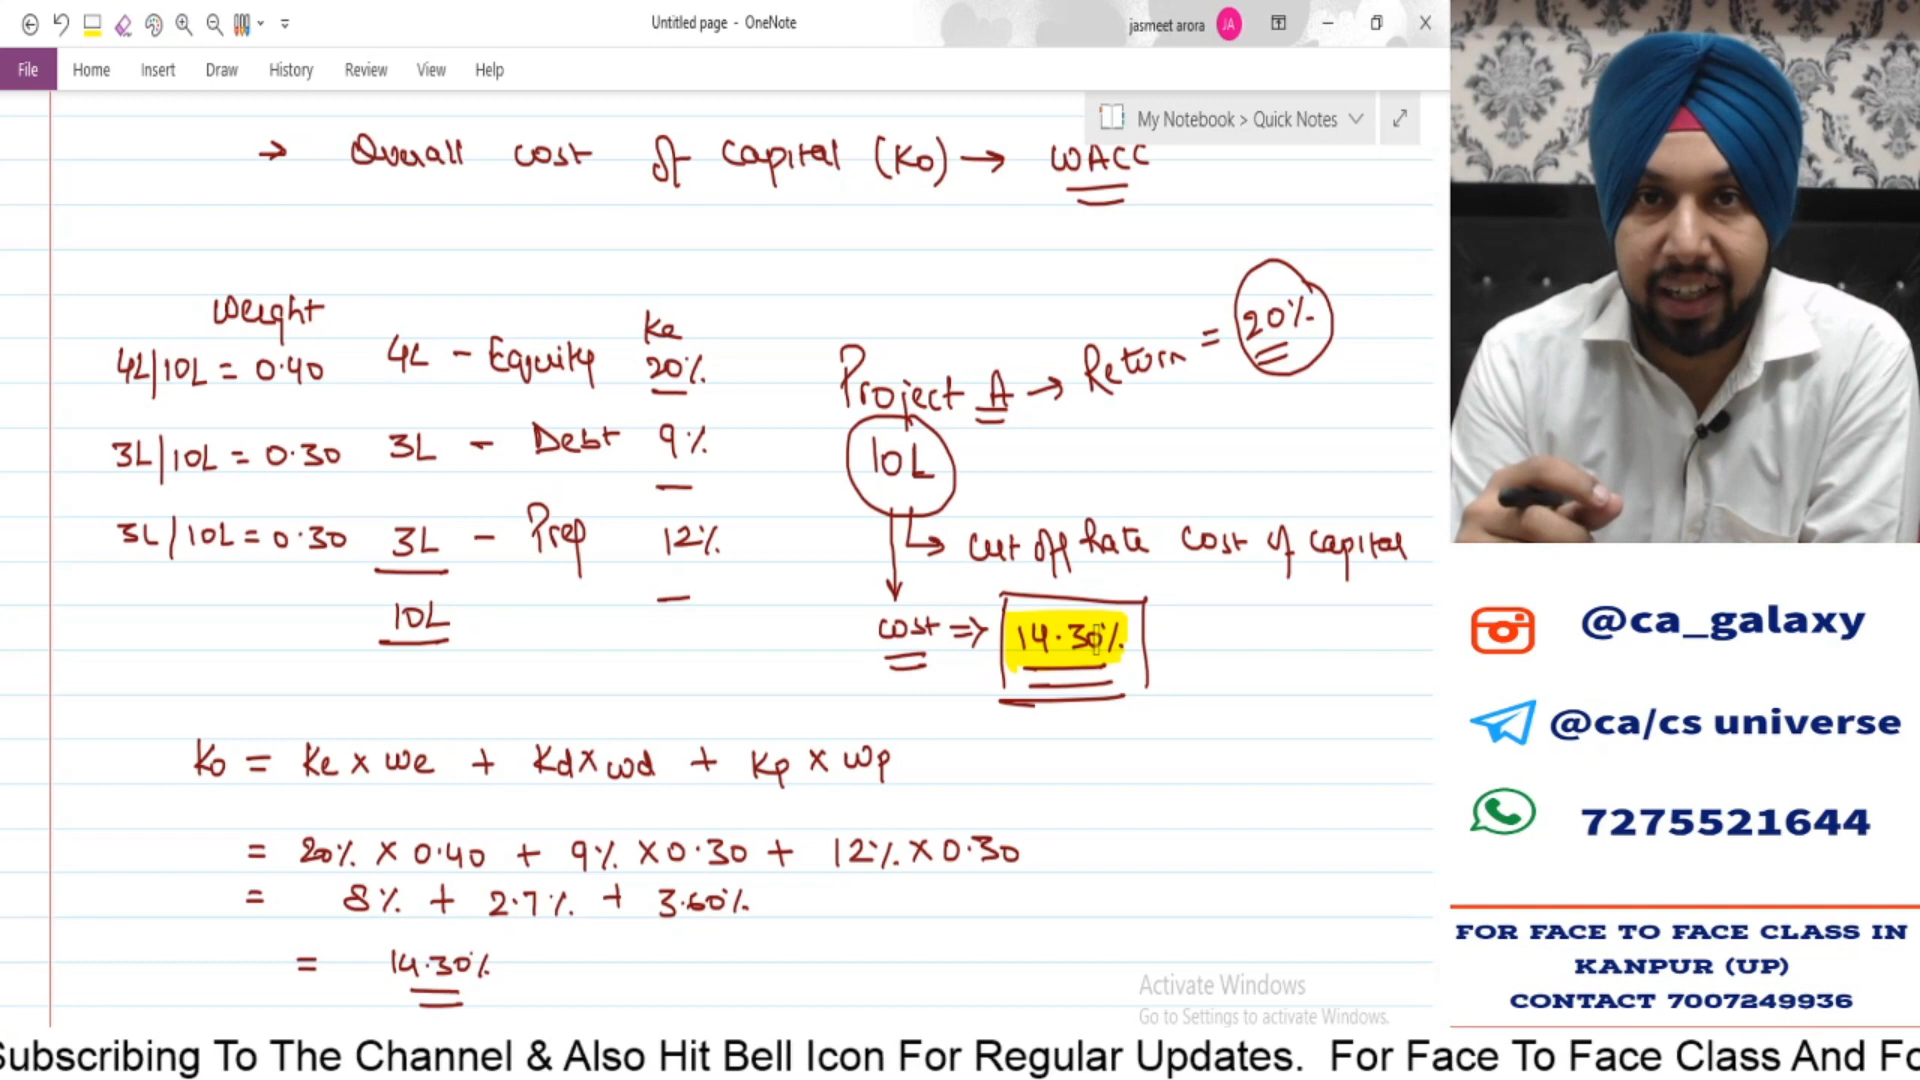 Untitled page - OneNote
jasmeet arora
JA
File Home Insert Draw History Review View Help
My Notebook > Quick Notes
→ Overall cost of capital (Ko) → WACC
Weight
Ke
4L/10L = 0.40 4L - Equity 20%
Project A → Return = 20%
3L/10L = 0.30 3L - Debt 9%
10L
3L/10L = 0.30 3L - Pref 12%
Cut off Rate Cost of Capital
10L
Cost => 14.30%
Ko = Ke x We + Kd x Wd + Kp x Wp
= 20% x 0.40 + 9% x 0.30 + 12% x 0.30
= 8% + 2.7% + 3.60%
= 14.30%
@ca_galaxy
@ca/cs universe
7275521644
FOR FACE TO FACE CLASS IN
KANPUR (UP)
CONTACT 7007249936
Activate Windows
Go to Settings to activate Windows.
Subscribing To The Channel & Also Hit Bell Icon For Regular Updates. For Face To Face Class And Fo